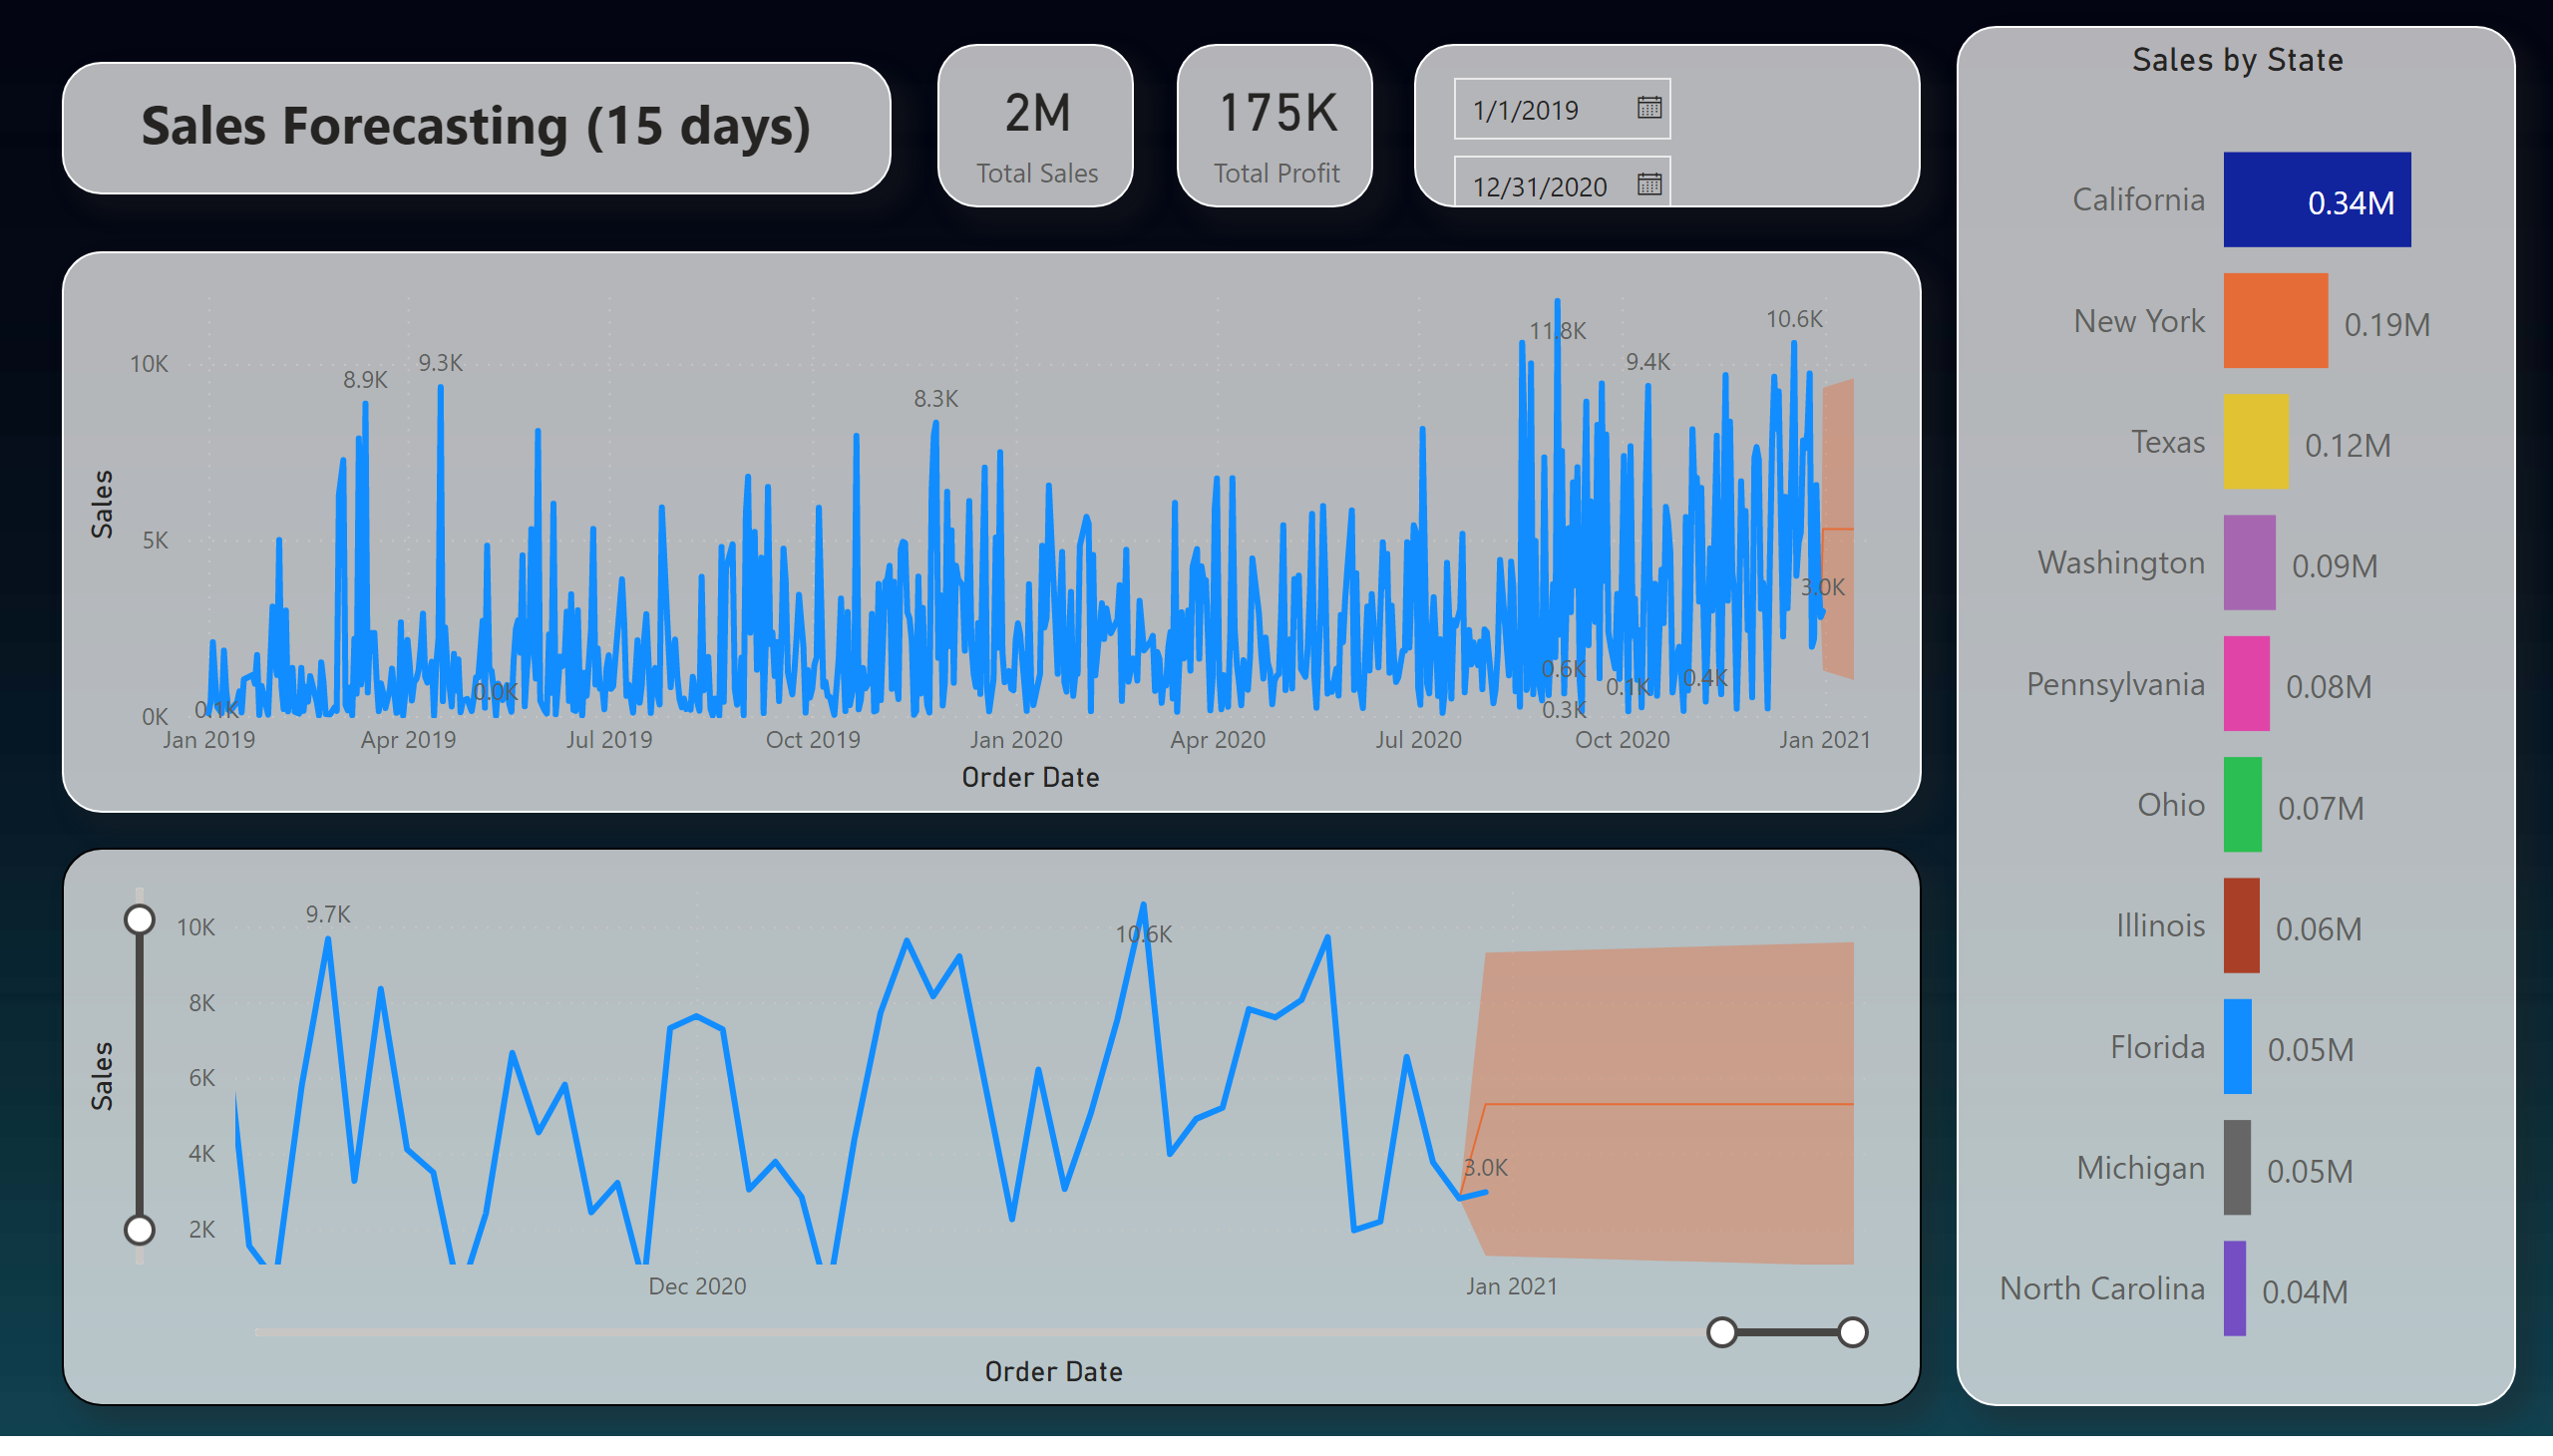 Sales Forecasting (15 days)
2M
Total Sales
175K
Total Profit
1/1/2019
12/31/2020
Sales
10K
5K
0K
8.9K
9.3K
8.3K
11.8K
9.4K
10.6K
3.0K
0.1K
0.0K
0.6K
0.3K
0.1K
0.4K
Jan 2019
Apr 2019
Jul 2019
Oct 2019
Jan 2020
Apr 2020
Jul 2020
Oct 2020
Jan 2021
Order Date
Sales
10K
8K
6K
4K
2K
9.7K
10.6K
3.0K
Dec 2020
Jan 2021
Order Date
Sales by State
California 0.34M
New York 0.19M
Texas 0.12M
Washington 0.09M
Pennsylvania 0.08M
Ohio 0.07M
Illinois 0.06M
Florida 0.05M
Michigan 0.05M
North Carolina 0.04M